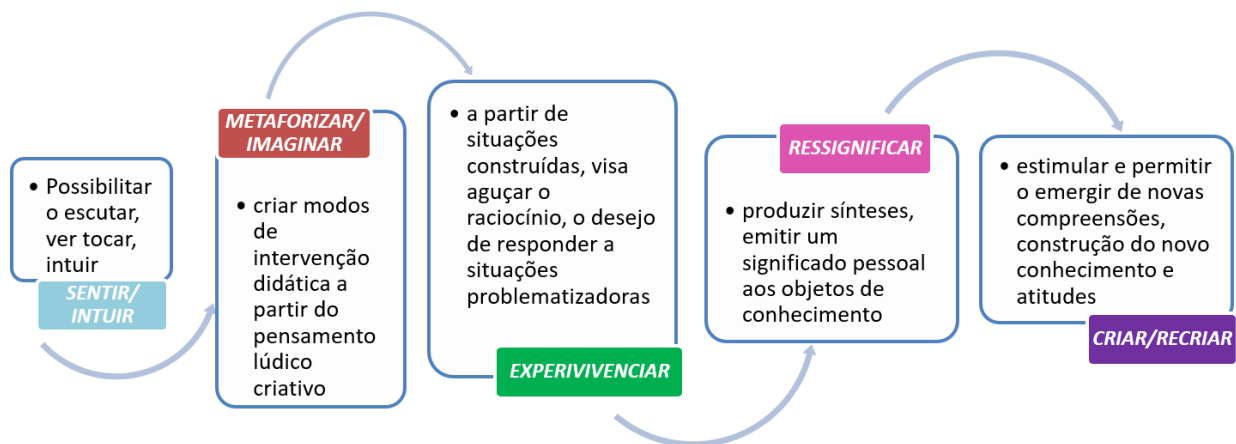 • Possibilitar
o escutar,
ver tocar,
intuir
SENTIR/
INTUIR
METAFORIZAR/
IMAGINAR
• criar modos
de
intervenção
didática a
partir do
pensamento
lúdico
criativo
• a partir de
situações
construídas, visa
aguçar o
raciocínio, o desejo
de responder a
situações
problematizadoras
EXPERIVIVENCIAR
RESSIGNIFICAR
• produzir sínteses,
emitir um
significado pessoal
aos objetos de
conhecimento
• estimular e permitir
o emergir de novas
compreensões,
construção do novo
conhecimento e
atitudes
CRIAR/RECRIAR